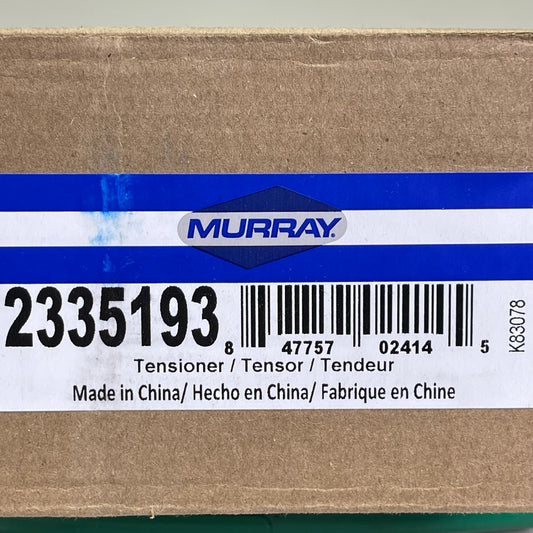 MURRAY
2335193
8 47757 02414 5
K83078
Tensioner / Tensor / Tendeur
Made in China/ Hecho en China/ Fabrique en Chine